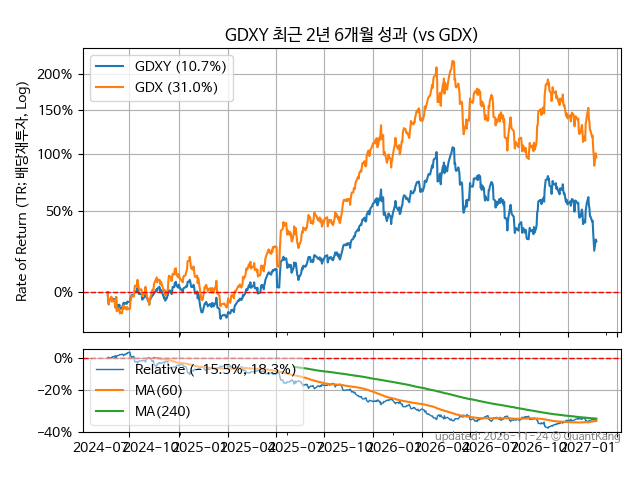 GDXY 최근 2년 6개월 성과 (vs GDX)
Rate of Return (TR: 배당재투자, Log)
200%
150%
100%
50%
0%
GDXY (10.7%)
GDX (31.0%)
0%
−20%
−40%
Relative (−15.5%, 18.3%)
MA(60)
MA(240)
updated: 2026-11-24 © QuantKang
2024-07
2024-10
2025-01
2025-04
2025-07
2025-10
2026-01
2026-04
2026-07
2026-10
2027-01